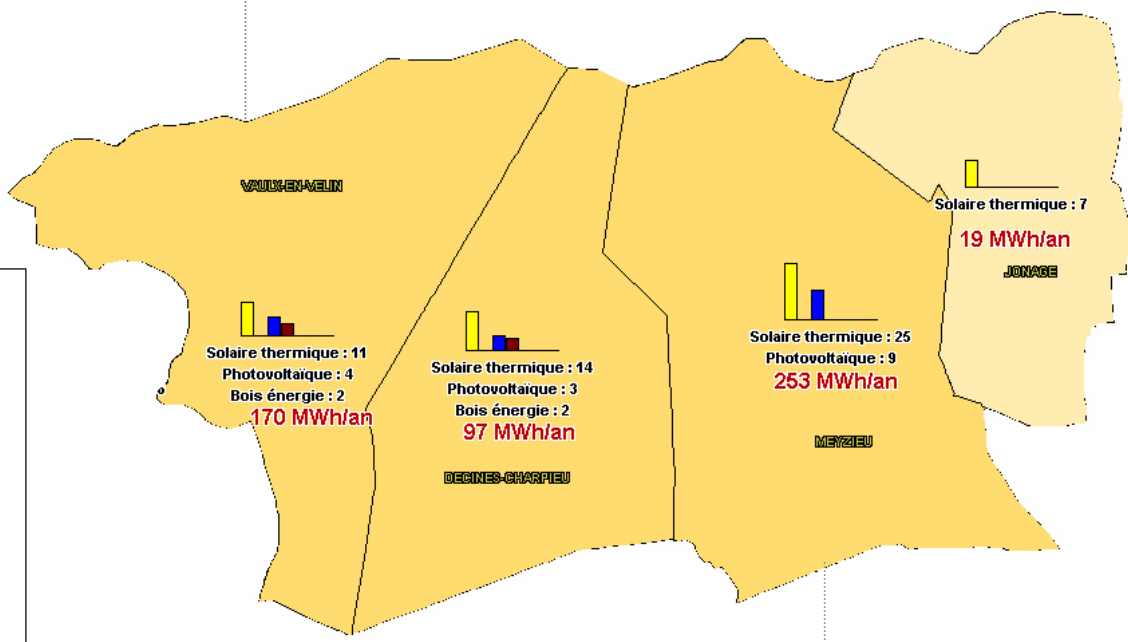 VAULX-EN-VELIN
Solaire thermique : 11
Photovoltaïque : 4
Bois énergie : 2
170 MWh/an
Solaire thermique : 14
Photovoltaïque : 3
Bois énergie : 2
97 MWh/an
DECINES-CHARPIEU
Solaire thermique : 25
Photovoltaïque : 9
253 MWh/an
MEYZIEU
Solaire thermique : 7
19 MWh/an
JONAGE